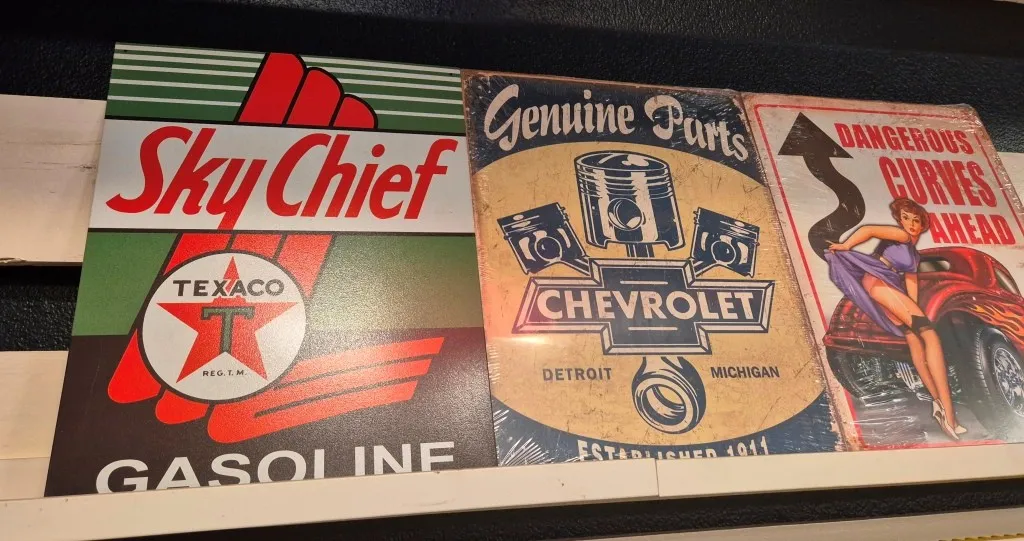 Sky Chief
TEXACO
T
REG. T. M.
GASOLINE
Genuine Parts
CHEVROLET
DETROIT MICHIGAN
ESTABLISHED 1911
DANGEROUS
CURVES
AHEAD